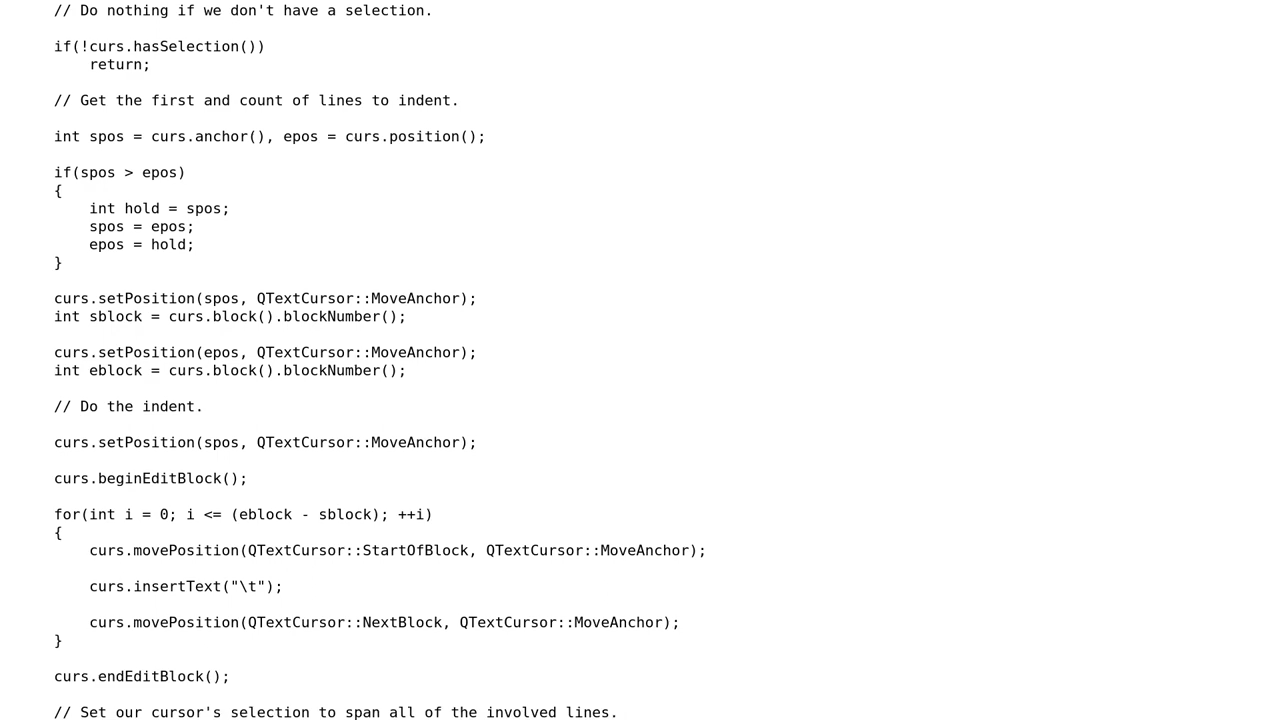 // Do nothing if we don't have a selection.
if(!curs.hasSelection())
return;
// Get the first and count of lines to indent.
int spos = curs.anchor(), epos = curs.position();
if(spos > epos)
{
int hold = spos;
spos = epos;
epos = hold;
}
curs.setPosition(spos, QTextCursor::MoveAnchor);
int sblock = curs.block().blockNumber();
curs.setPosition(epos, QTextCursor::MoveAnchor);
int eblock = curs.block().blockNumber();
// Do the indent.
curs.setPosition(spos, QTextCursor::MoveAnchor);
curs.beginEditBlock();
for(int i = 0; i <= (eblock - sblock); ++i)
{
curs.movePosition(QTextCursor::StartOfBlock, QTextCursor::MoveAnchor);
curs.insertText("\t");
curs.movePosition(QTextCursor::NextBlock, QTextCursor::MoveAnchor);
}
curs.endEditBlock();
// Set our cursor's selection to span all of the involved lines.